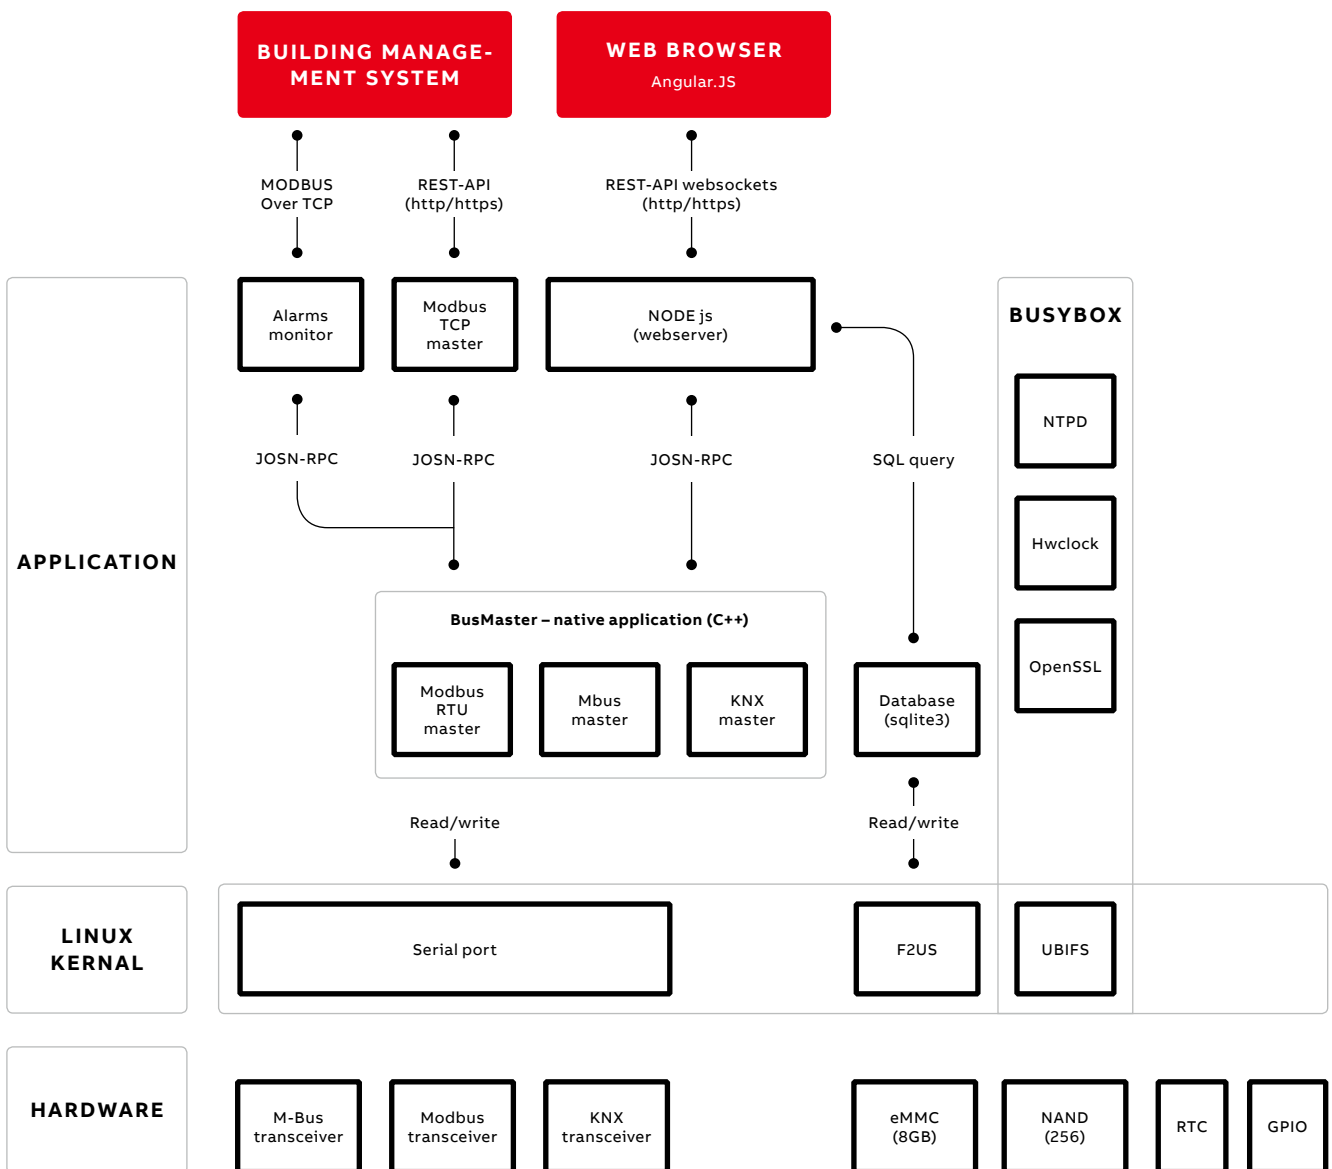 BUILDING MANAGE-
MENT SYSTEM
WEB BROWSER
Angular.JS
MODBUS
Over TCP
REST-API
(http/https)
REST-API websockets
(http/https)
Alarms
monitor
Modbus
TCP
master
NODE js
(webserver)
BUSYBOX
NTPD
JOSN-RPC
JOSN-RPC
JOSN-RPC
SQL query
Hwclock
APPLICATION
BusMaster – native application (C++)
OpenSSL
Modbus
RTU
master
Mbus
master
KNX
master
Database
(sqlite3)
Read/write
Read/write
LINUX
KERNAL
Serial port
F2US
UBIFS
HARDWARE
M-Bus
transceiver
Modbus
transceiver
KNX
transceiver
eMMC
(8GB)
NAND
(256)
RTC
GPIO